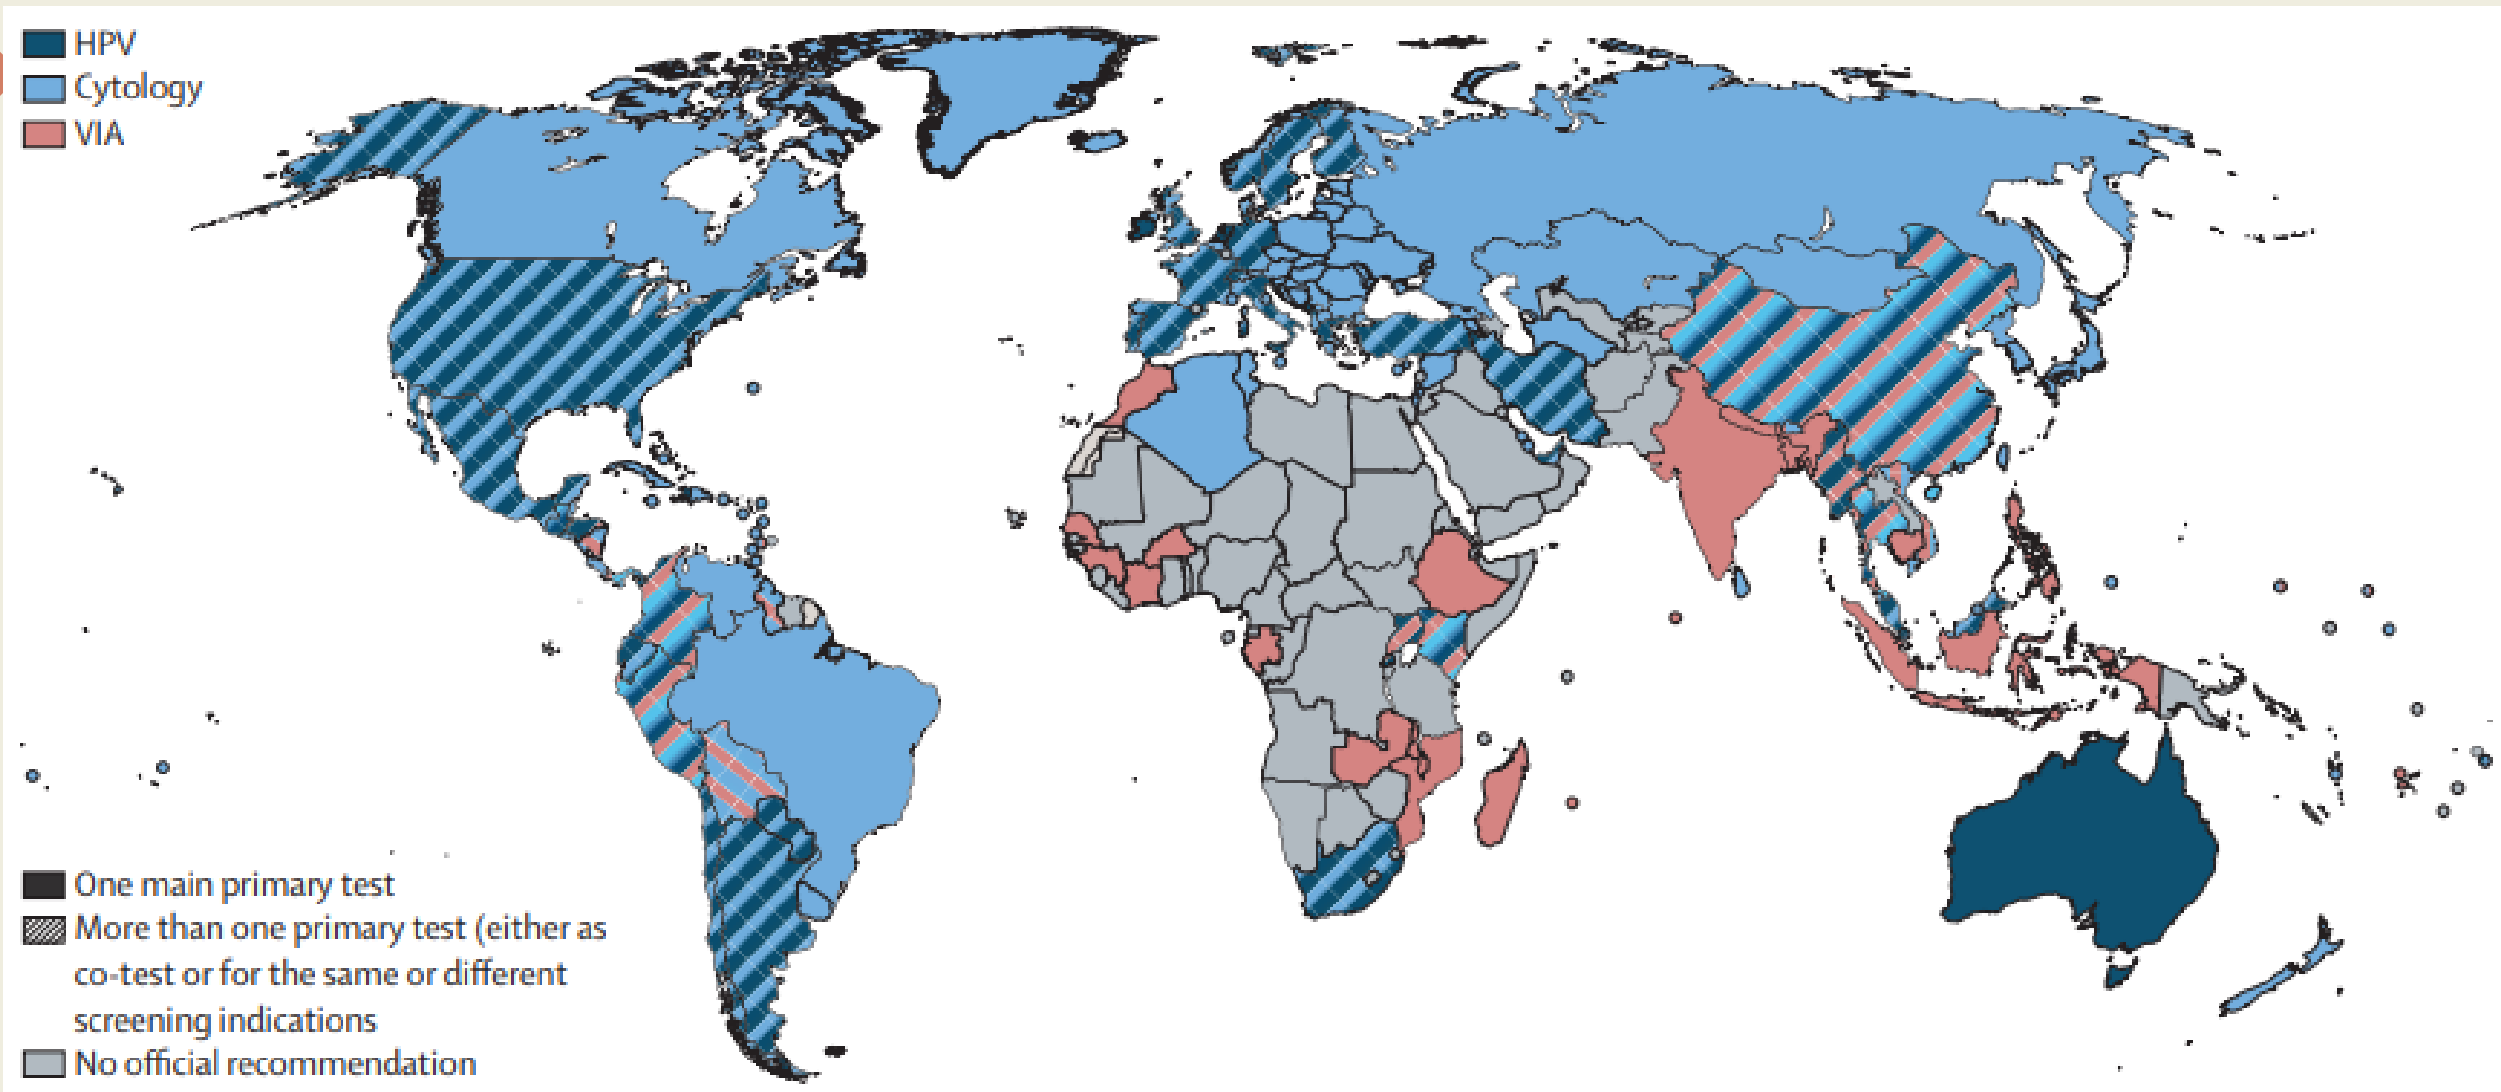 HPV
Cytology
VIA
One main primary test
More than one primary test (either as
co-test or for the same or different
screening indications
No official recommendation